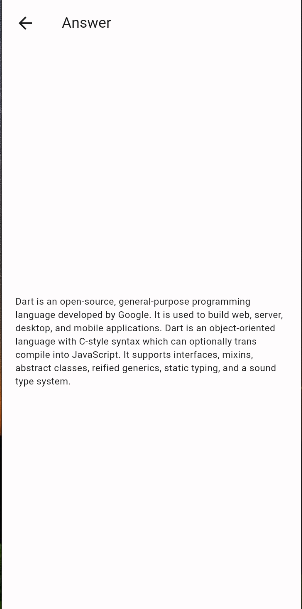 Answer
Dart is an open-source, general-purpose programming
language developed by Google. It is used to build web, server,
desktop, and mobile applications. Dart is an object-oriented
language with C-style syntax which can optionally trans
compile into JavaScript. It supports interfaces, mixins,
abstract classes, reified generics, static typing, and a sound
type system.